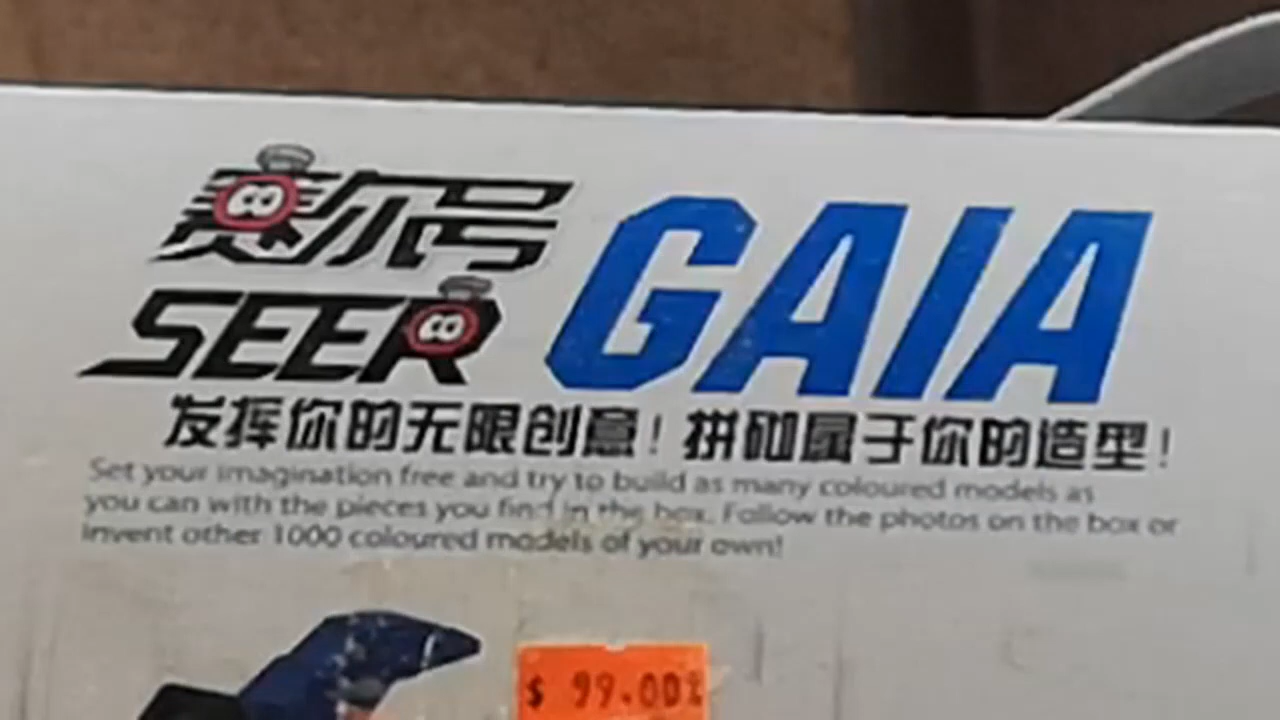 赛尔号
SEER
GAIA
发挥你的无限创意！拼砌属于你的造型！
Set your imagination free and try to build as many coloured models as
you can with the pieces you find in the box. Follow the photos on the box or
invent other 1000 coloured models of your own!
$ 99.00